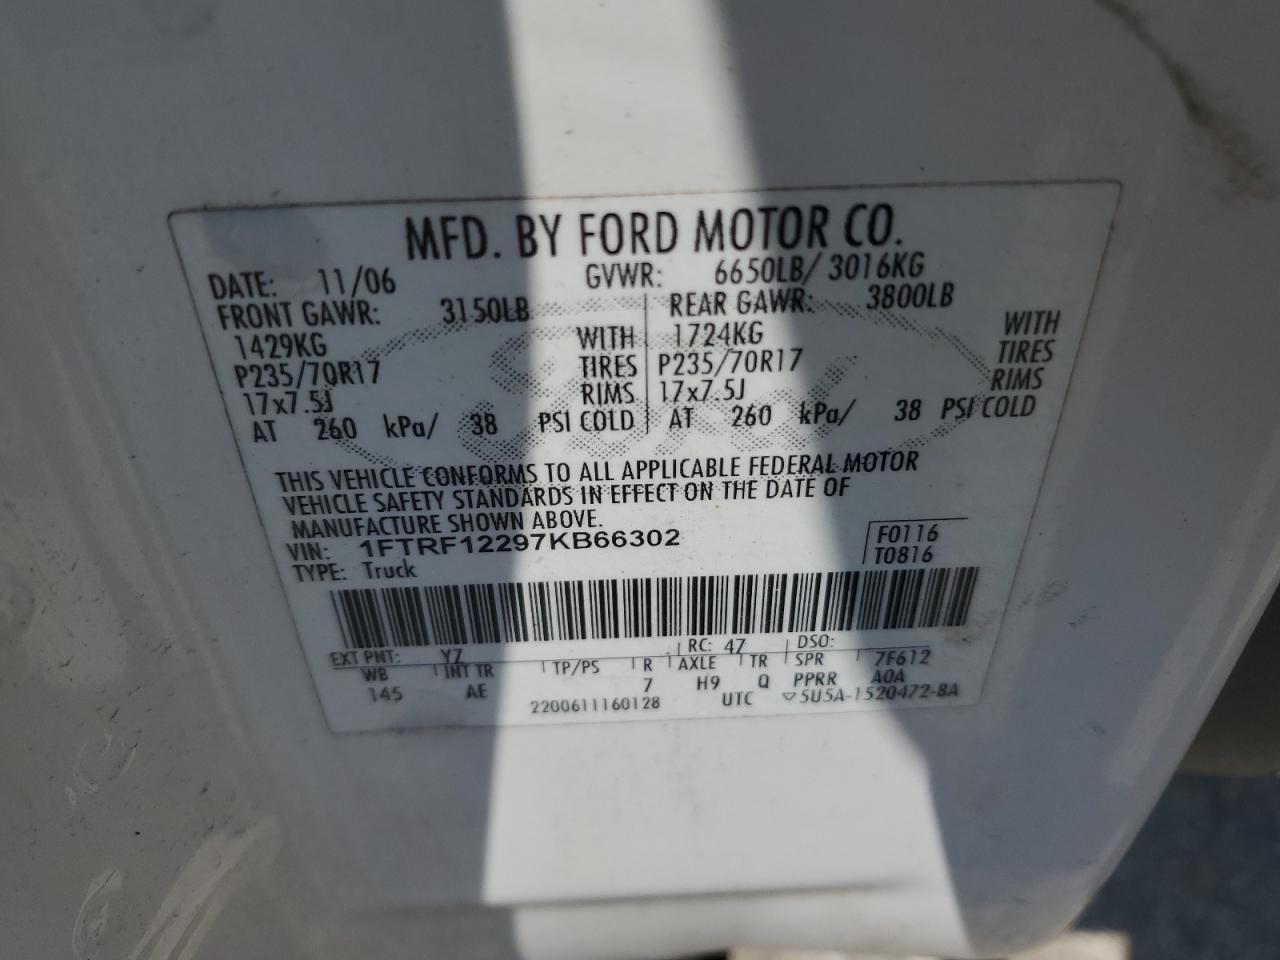 MFD. BY FORD MOTOR CO.
DATE: 11/06 GVWR: 6650LB/ 3016KG
FRONT GAWR: 3150LB REAR GAWR: 3800LB
1429KG WITH 1724KG WITH
P235/70R17 TIRES P235/70R17 TIRES
17x7.5J RIMS 17x7.5J RIMS
AT 260 kPa/ 38 PSI COLD AT 260 kPa/ 38 PSI COLD
THIS VEHICLE CONFORMS TO ALL APPLICABLE FEDERAL MOTOR
VEHICLE SAFETY STANDARDS IN EFFECT ON THE DATE OF
MANUFACTURE SHOWN ABOVE.
VIN: 1FTRF12297KB66302 F0116
TYPE: Truck T0816
EXT PNT: Y7 RC: 47 DSO:
WB INT TR TP/PS R AXLE TR SPR 7F612
145 AE 7 H9 Q PPRR A0A
2200611160128 UTC ▽5U5A-1520472-BA